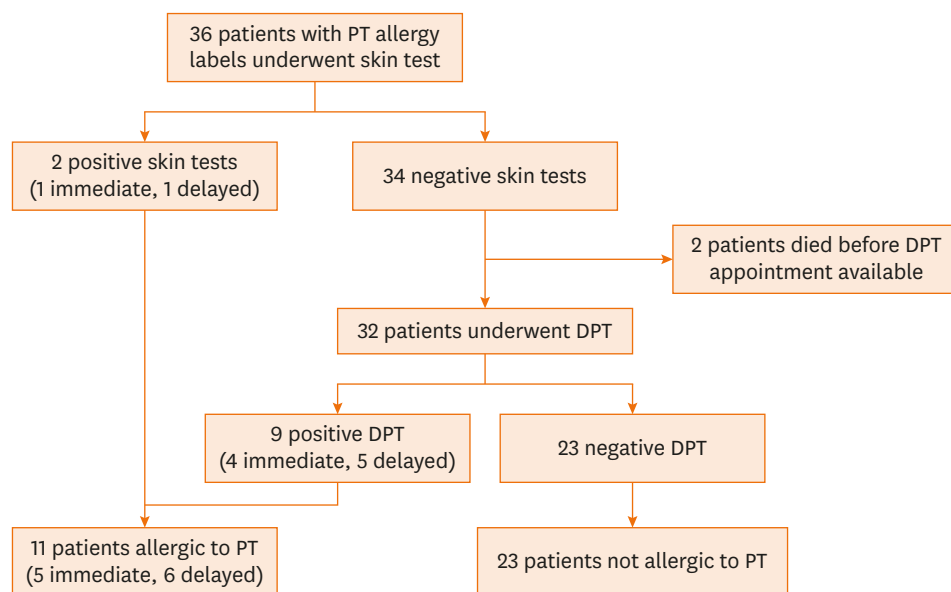 36 patients with PT allergy
labels underwent skin test
2 positive skin tests
(1 immediate, 1 delayed)
34 negative skin tests
2 patients died before DPT
appointment available
32 patients underwent DPT
9 positive DPT
(4 immediate, 5 delayed)
23 negative DPT
11 patients allergic to PT
(5 immediate, 6 delayed)
23 patients not allergic to PT